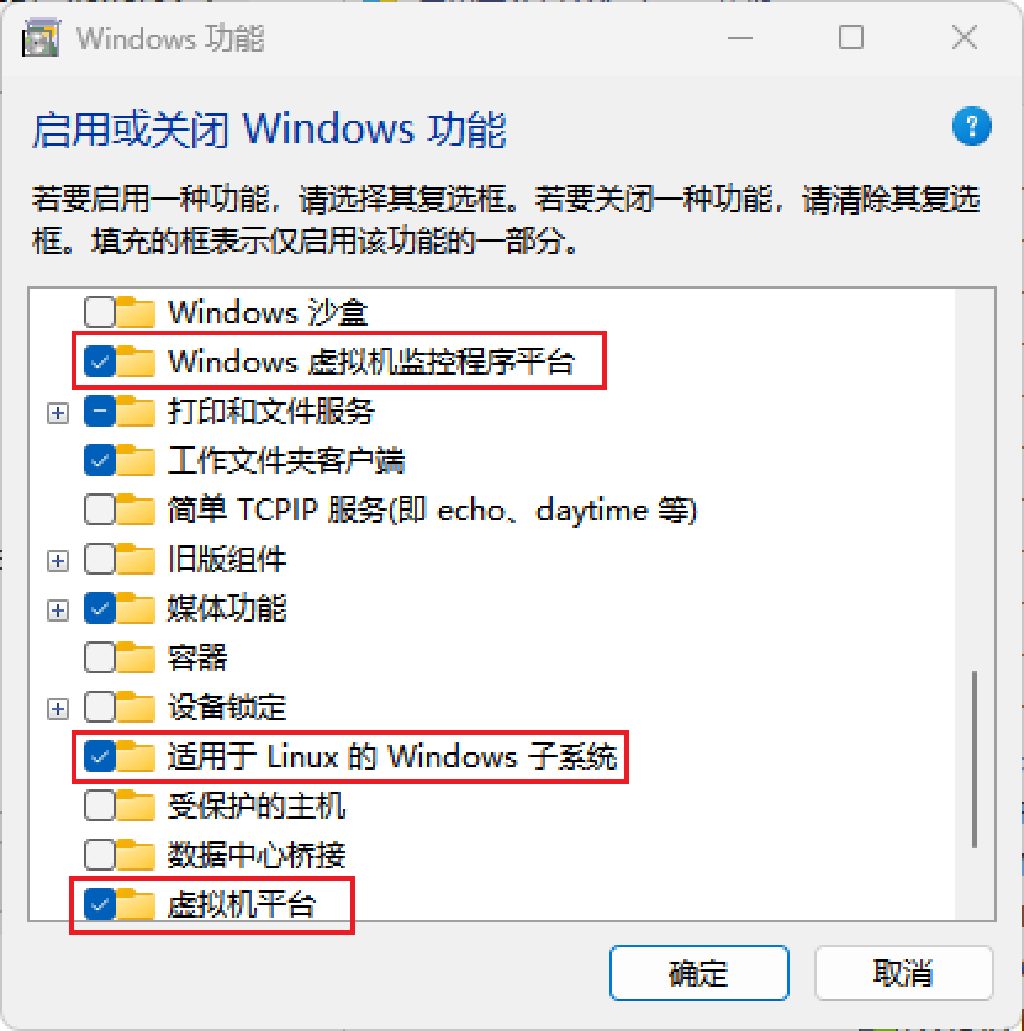 Windows 功能
启用或关闭 Windows 功能
?
若要启用一种功能，请选择其复选框。若要关闭一种功能，请清除其复选
框。填充的框表示仅启用该功能的一部分。
Windows 沙盒
Windows 虚拟机监控程序平台
打印和文件服务
工作文件夹客户端
简单 TCPIP 服务(即 echo、daytime 等)
旧版组件
媒体功能
容器
设备锁定
适用于 Linux 的 Windows 子系统
受保护的主机
数据中心桥接
虚拟机平台
确定 取消